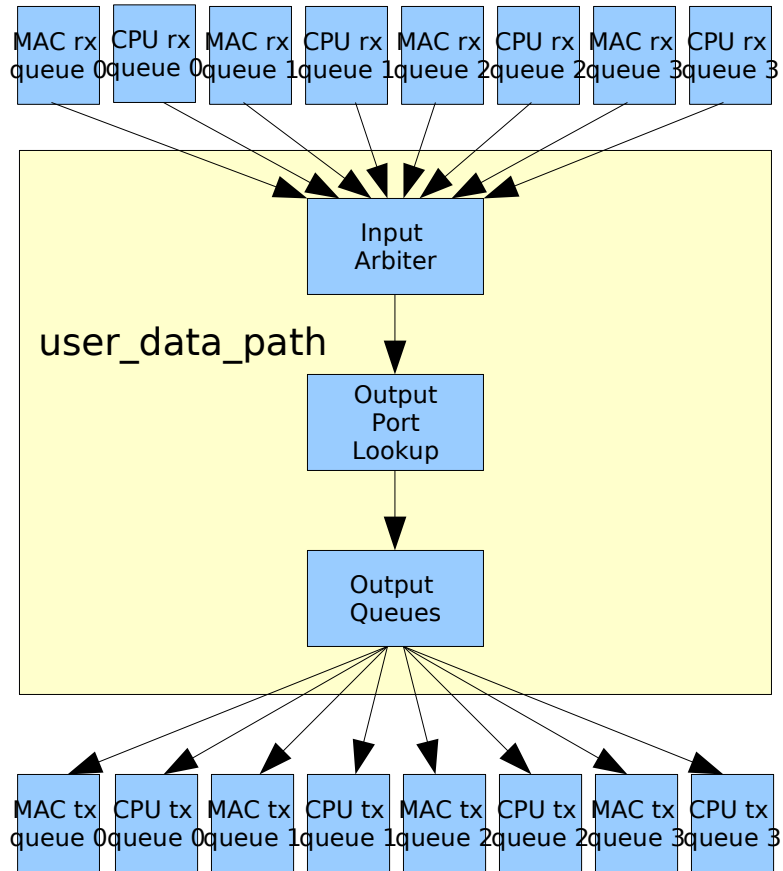 MAC rx
queue 0
CPU rx
queue 0
MAC rx
queue 1
CPU rx
queue 1
MAC rx
queue 2
CPU rx
queue 2
MAC rx
queue 3
CPU rx
queue 3
Input
Arbiter
user_data_path
Output
Port
Lookup
Output
Queues
MAC tx
queue 0
CPU tx
queue 0
MAC tx
queue 1
CPU tx
queue 1
MAC tx
queue 2
CPU tx
queue 2
MAC tx
queue 3
CPU tx
queue 3